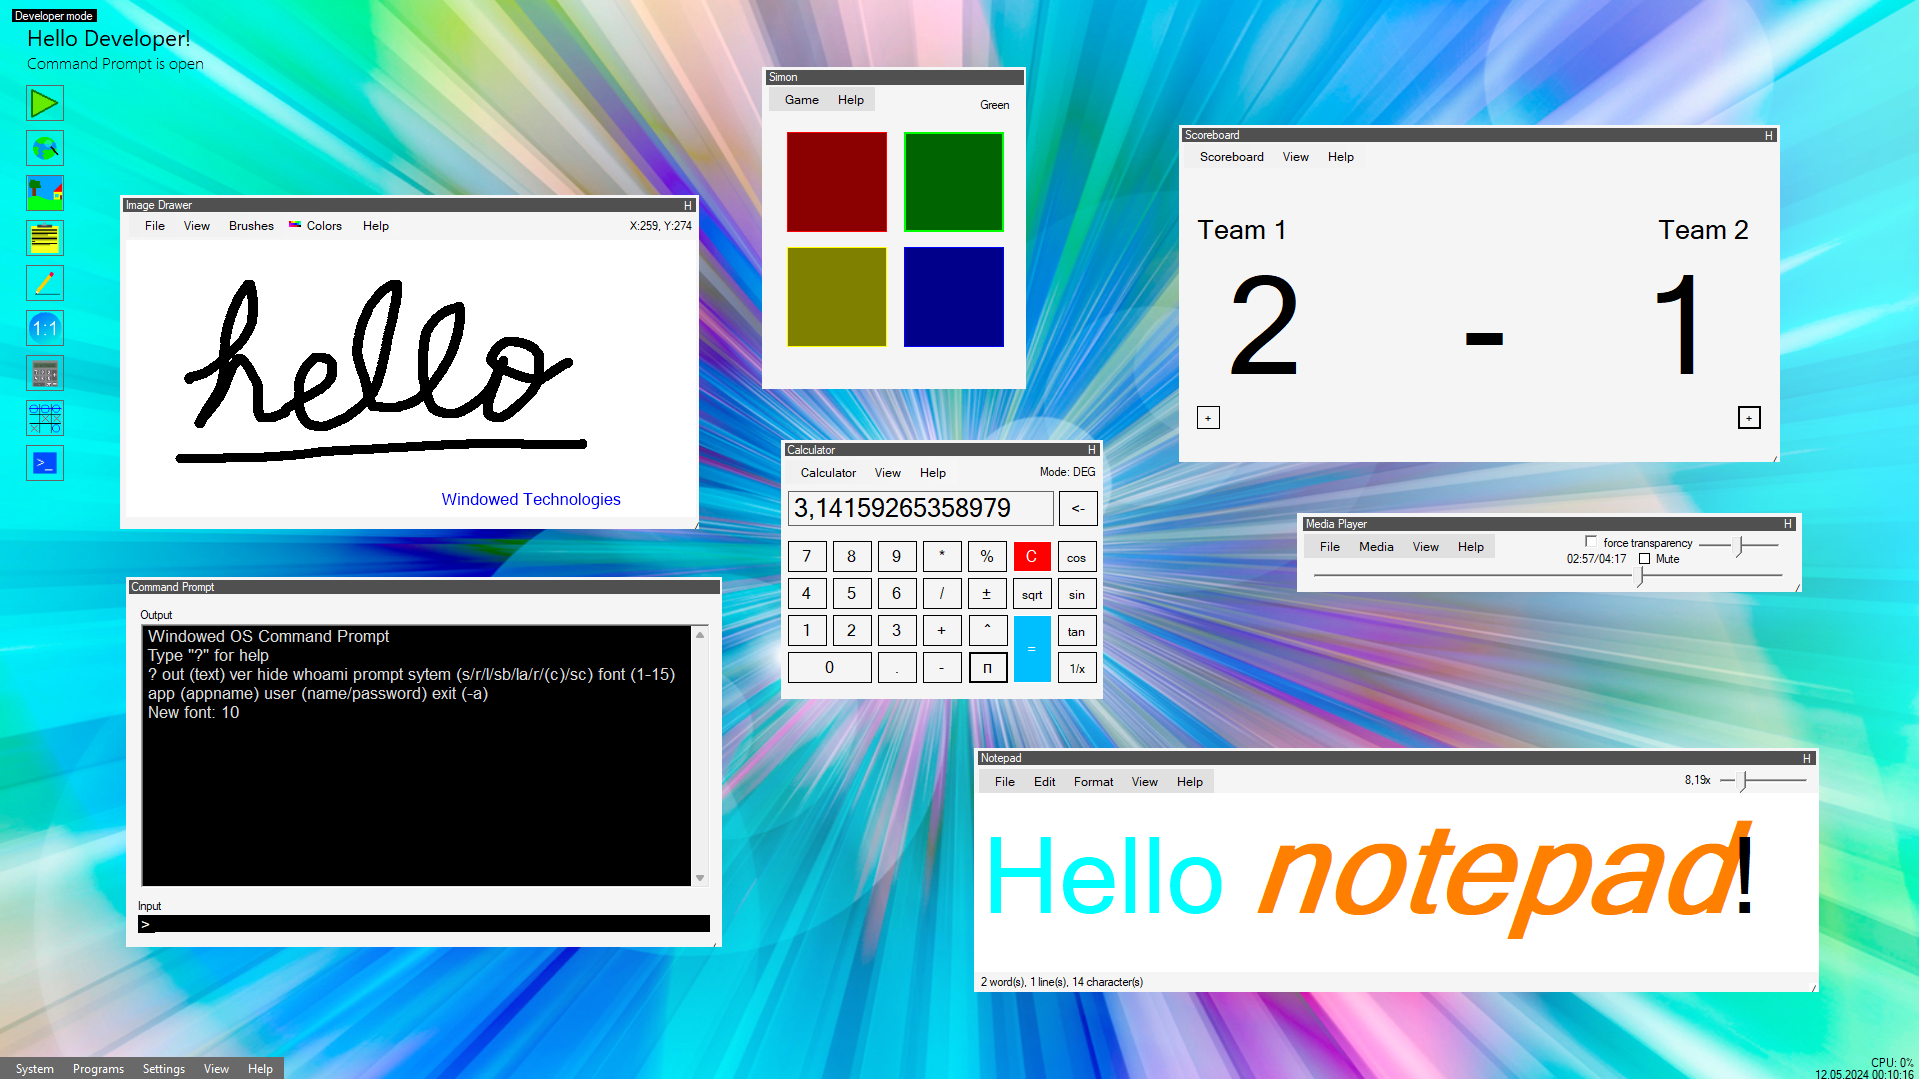 Developer mode
Hello Developer!
Command Prompt is open
1:1
>_
Image Drawer H
File View Brushes Colors Help X:259, Y:274
hello
Windowed Technologies
Simon
Game Help
Green
Scoreboard H
Scoreboard View Help
Team 1 Team 2
2 - 1
+ +
Calculator H
Calculator View Help Mode: DEG
3,14159265358979 <-
7 8 9 * % C cos
4 5 6 / ± sqrt sin
1 2 3 + ^ = tan
0 . - п 1/x
Media Player H
File Media View Help force transparency
02:57/04:17 Mute
Command Prompt
Output
Windowed OS Command Prompt
Type "?" for help
? out (text) ver hide whoami prompt sytem (s/r/l/sb/la/r/(c)/sc) font (1-15)
app (appname) user (name/password) exit (-a)
New font: 10
Input
>
Notepad H
File Edit Format View Help 8,19x
Hello notepad!
2 word(s), 1 line(s), 14 character(s)
System Programs Settings View Help
CPU: 0%
12.05.2024 00:10:16